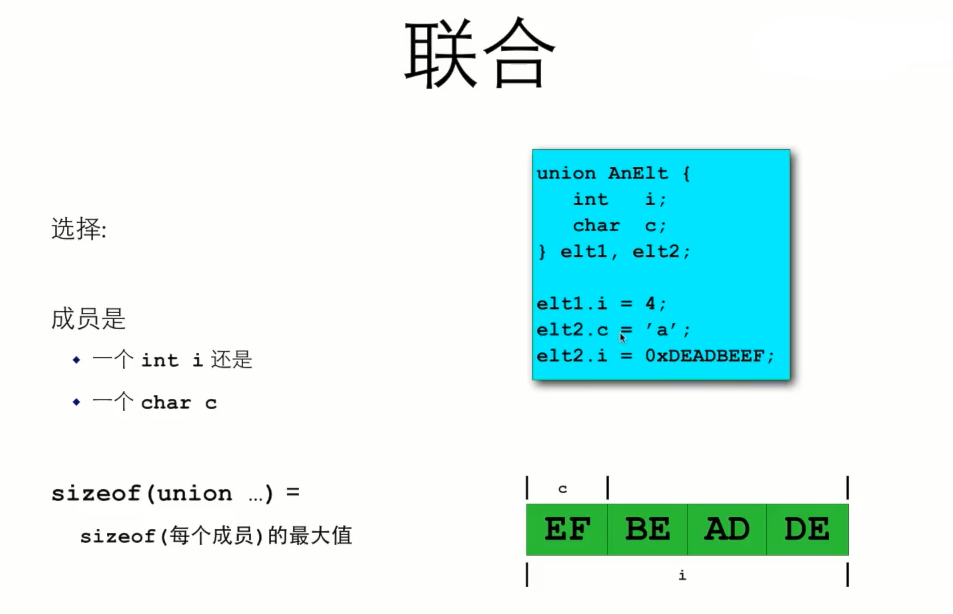 联合
选择:
成员是
一个 int i 还是
一个 char c
sizeof(union …) =
sizeof(每个成员)的最大值
union AnElt {
int i;
char c;
} elt1, elt2;
elt1.i = 4;
elt2.c = ’a’;
elt2.i = 0xDEADBEEF;
c
EF BE AD DE
i